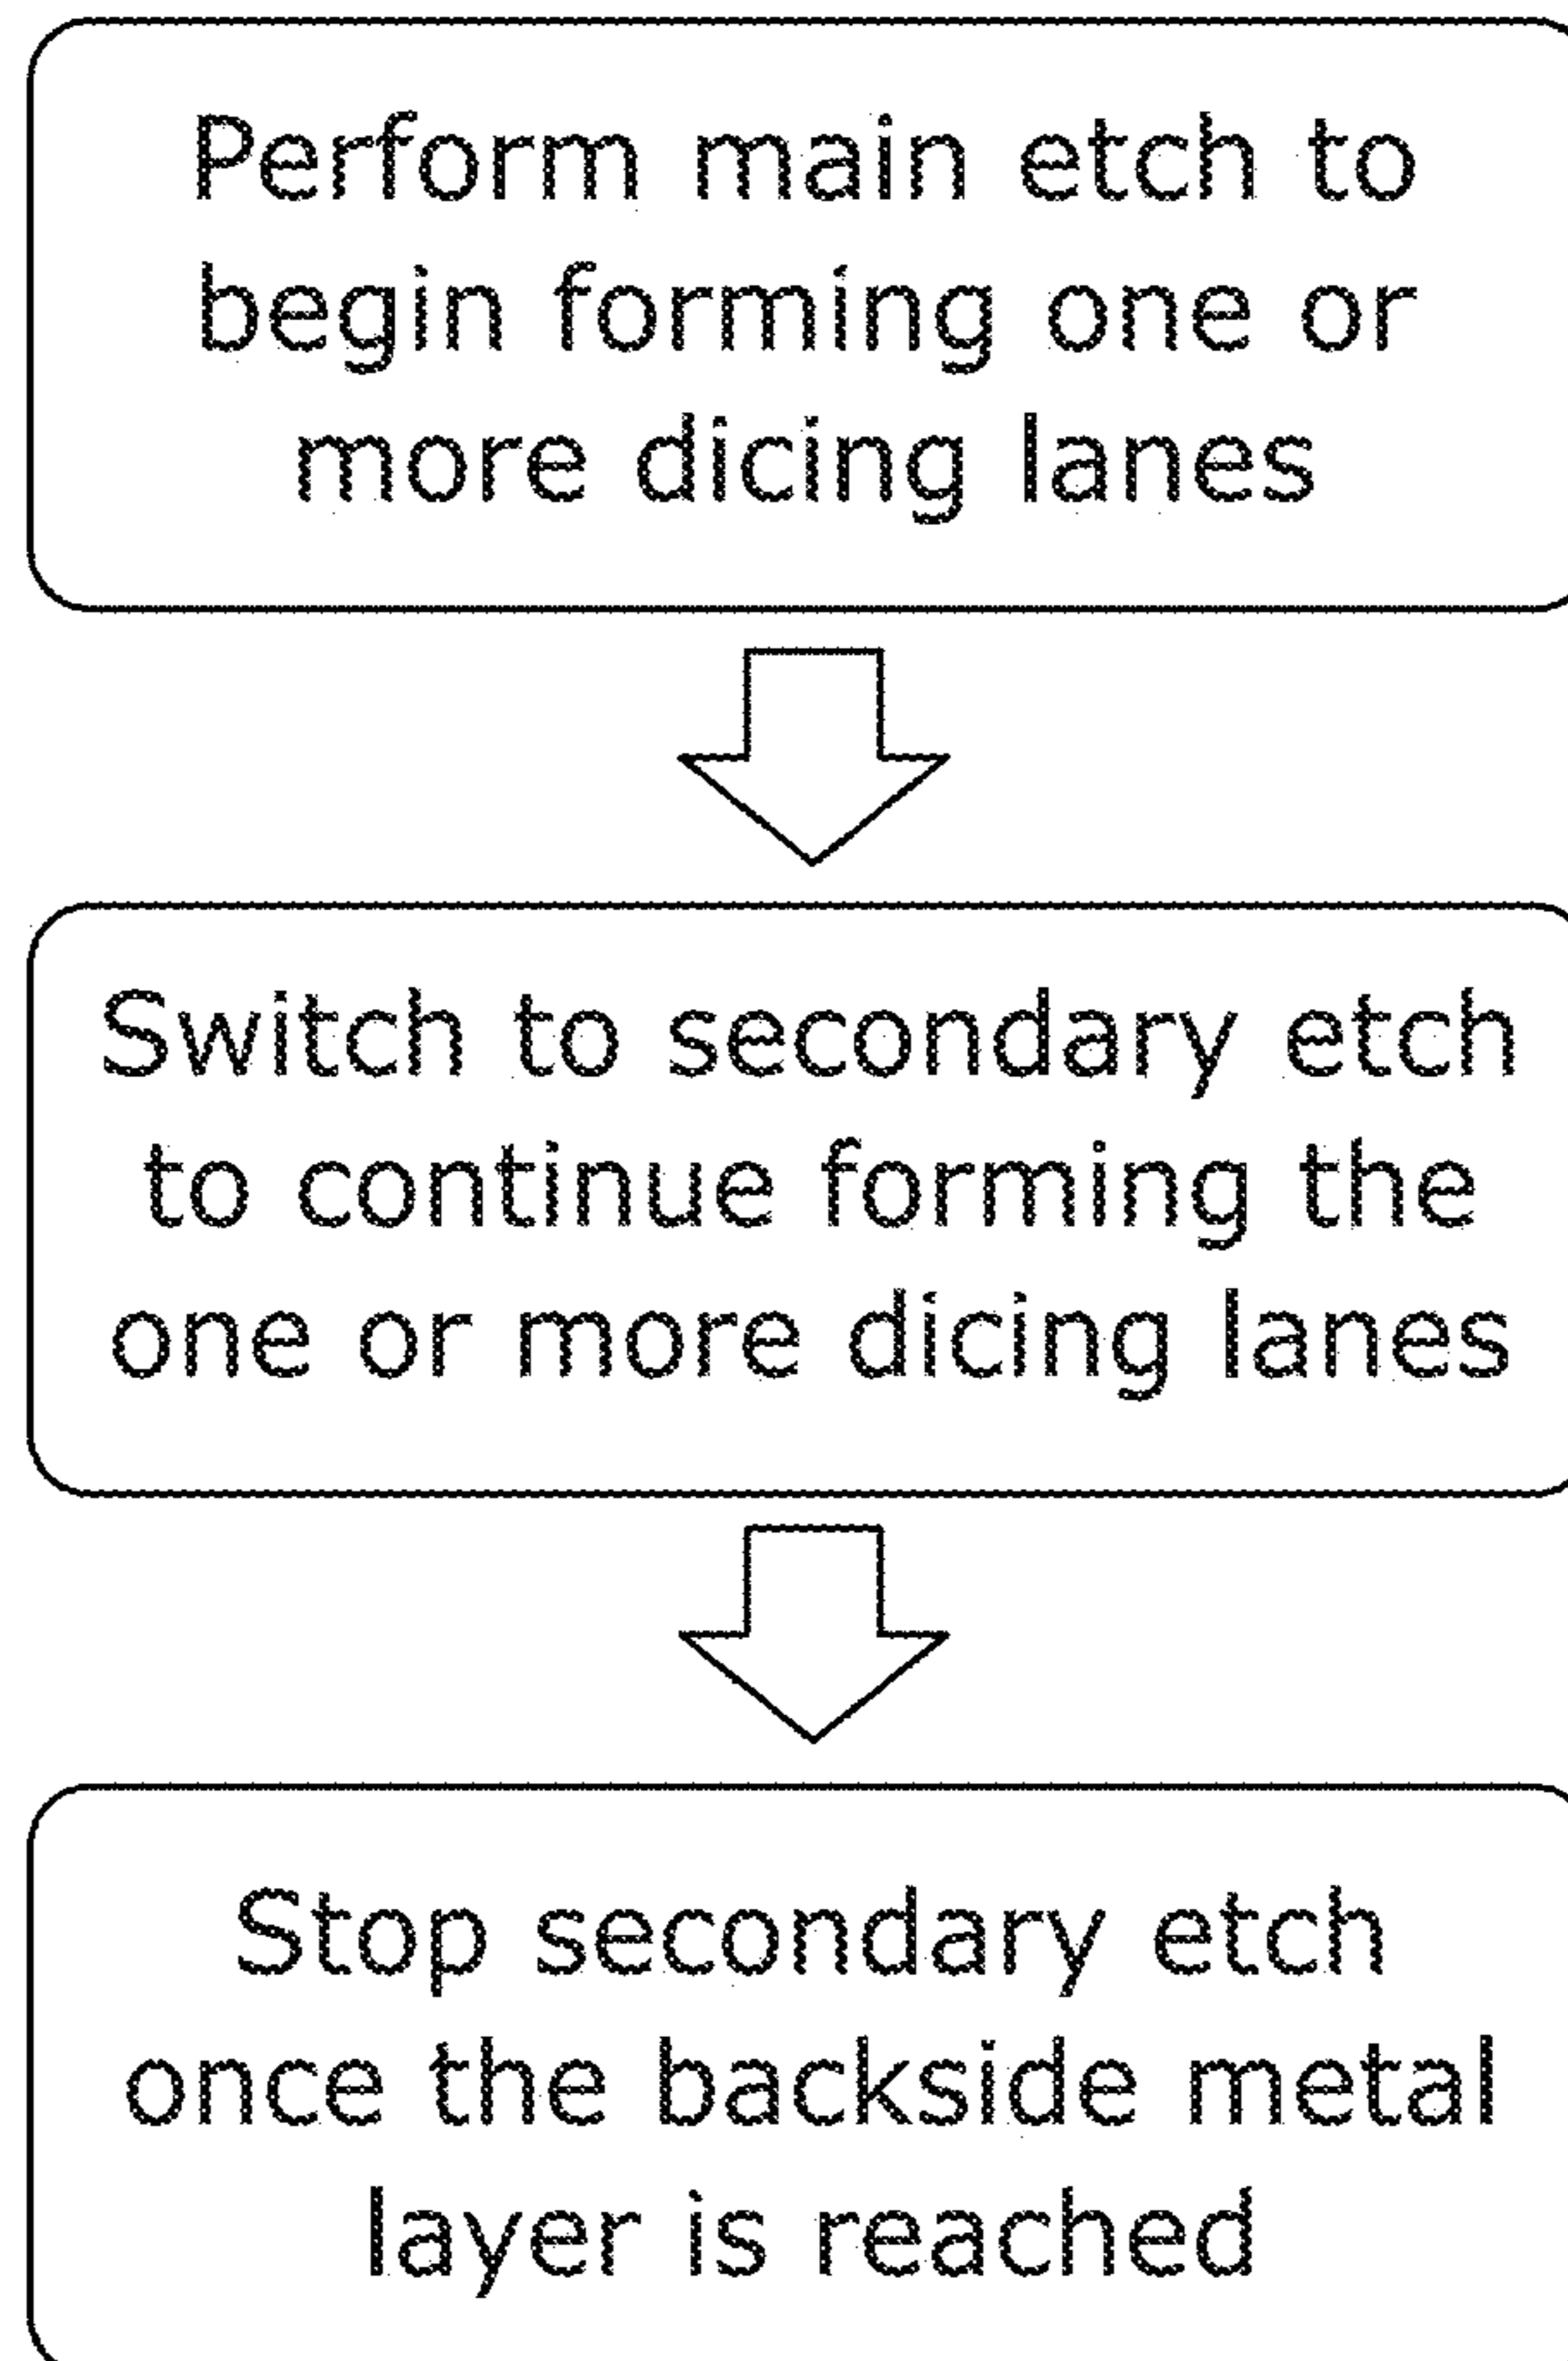 Perform main etch to
begin forming one or
more dicing lanes
Switch to secondary etch
to continue forming the
one or more dicing lanes
Stop secondary etch
once the backside metal
layer is reached